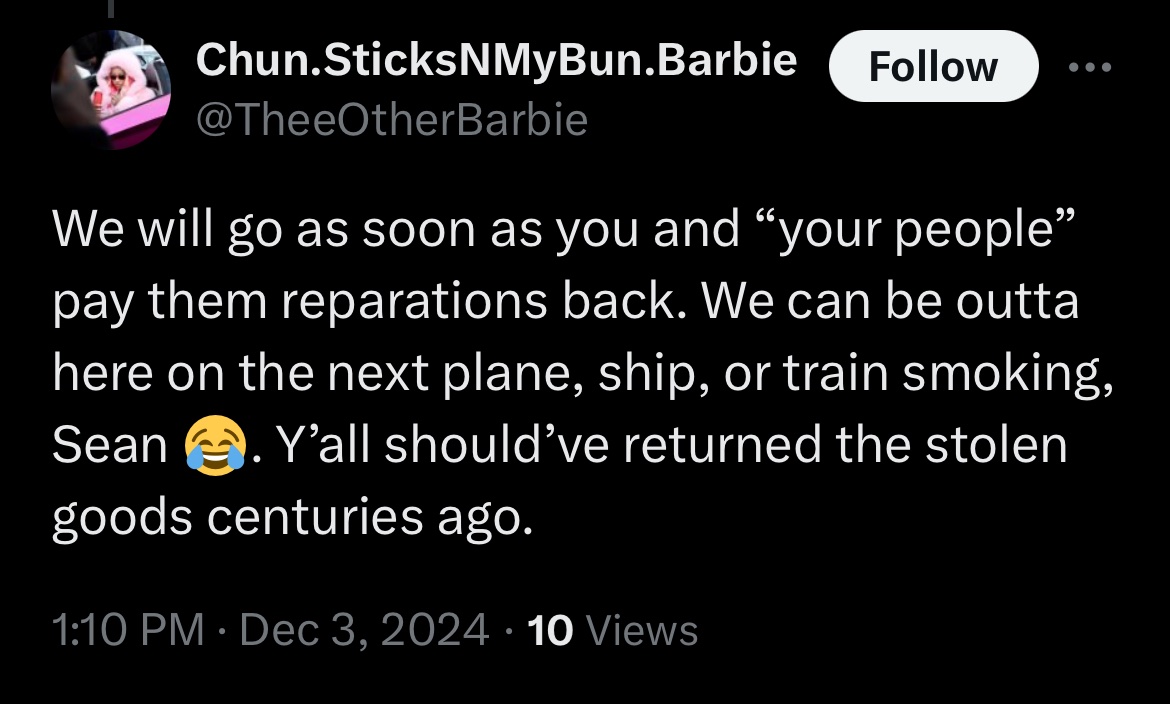 Chun.SticksNMyBun.Barbie
Follow
@TheeOtherBarbie
We will go as soon as you and “your people”
pay them reparations back. We can be outta
here on the next plane, ship, or train smoking,
Sean 😂. Y’all should’ve returned the stolen
goods centuries ago.
1:10 PM · Dec 3, 2024 · 10 Views